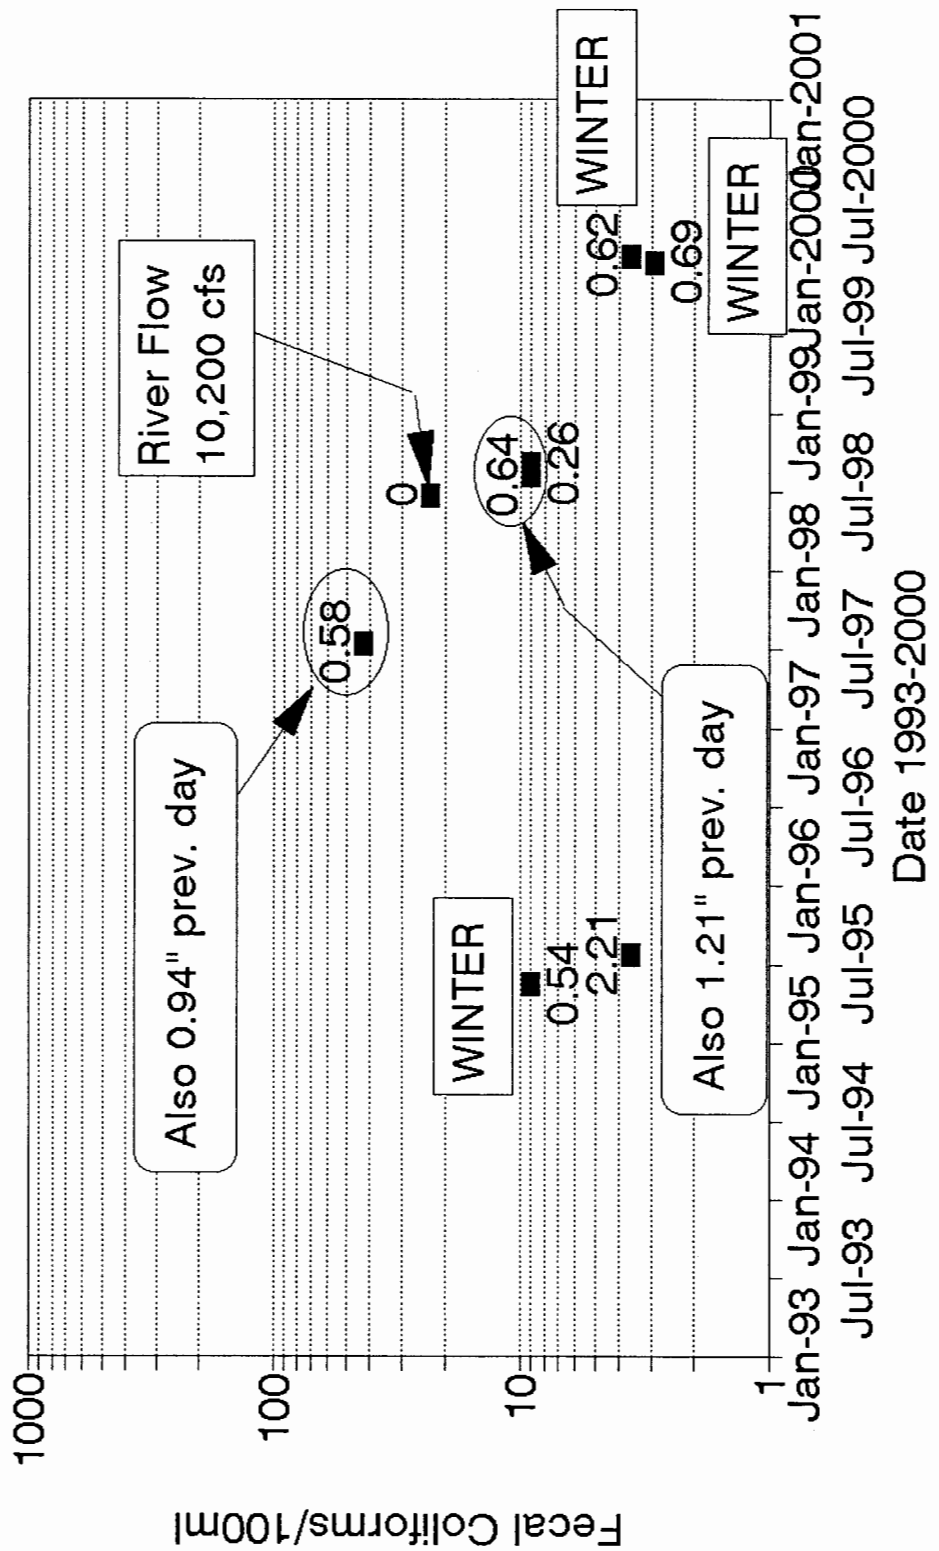 Fecal Coliforms/100ml
1000
100
10
1
River Flow
10,200 cfs
Also 0.94" prev. day
0.58
0
WINTER
0.54
2.21
0.64
0.26
Also 1.21" prev. day
WINTER
0.62
0.69
WINTER
Jan-93 Jan-94 Jan-95 Jan-96 Jan-97 Jan-98 Jan-99 Jan-2000 Jan-2001
Jul-93 Jul-94 Jul-95 Jul-96 Jul-97 Jul-98 Jul-99 Jul-2000
Date 1993-2000